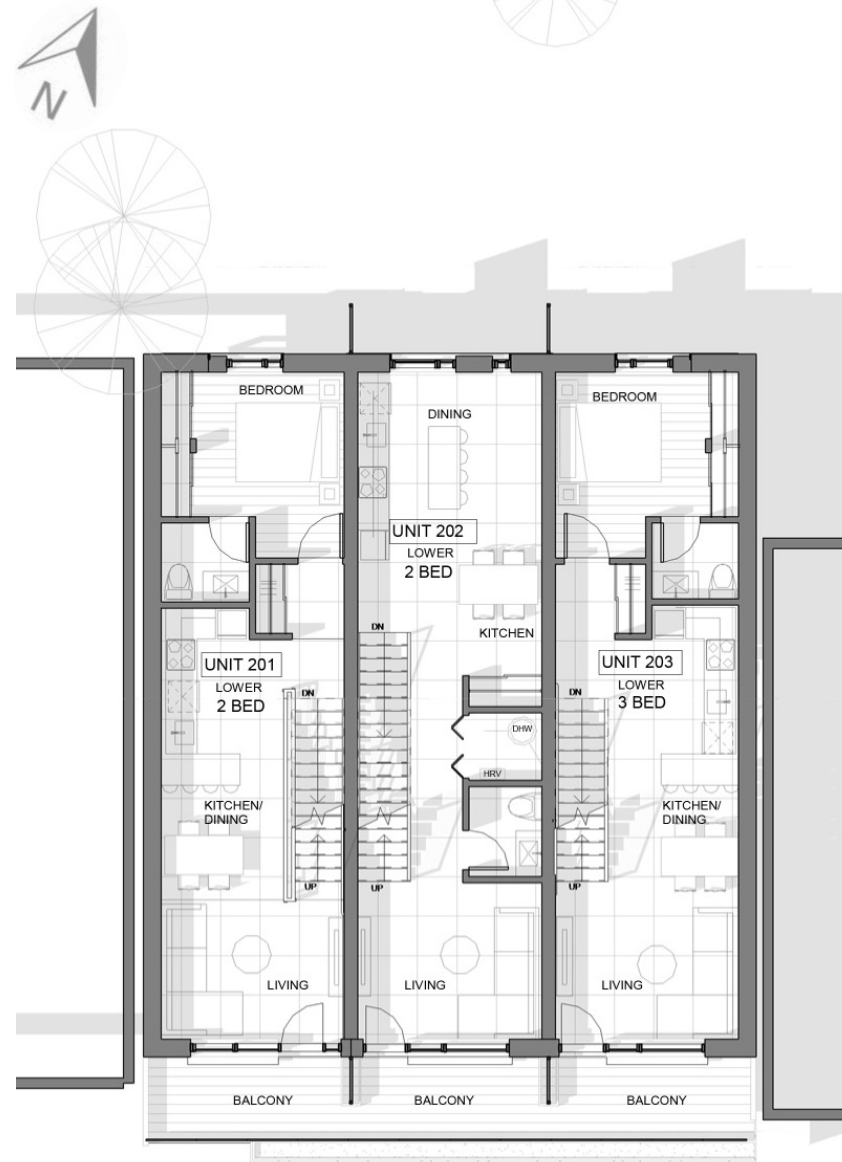 N
BEDROOM
DINING
BEDROOM
UNIT 202
LOWER
2 BED
DN
KITCHEN
UNIT 201
LOWER
2 BED
UNIT 203
LOWER
3 BED
DN
DN
DHW
HRV
KITCHEN/
DINING
KITCHEN/
DINING
UP
UP
UP
LIVING
LIVING
LIVING
BALCONY
BALCONY
BALCONY